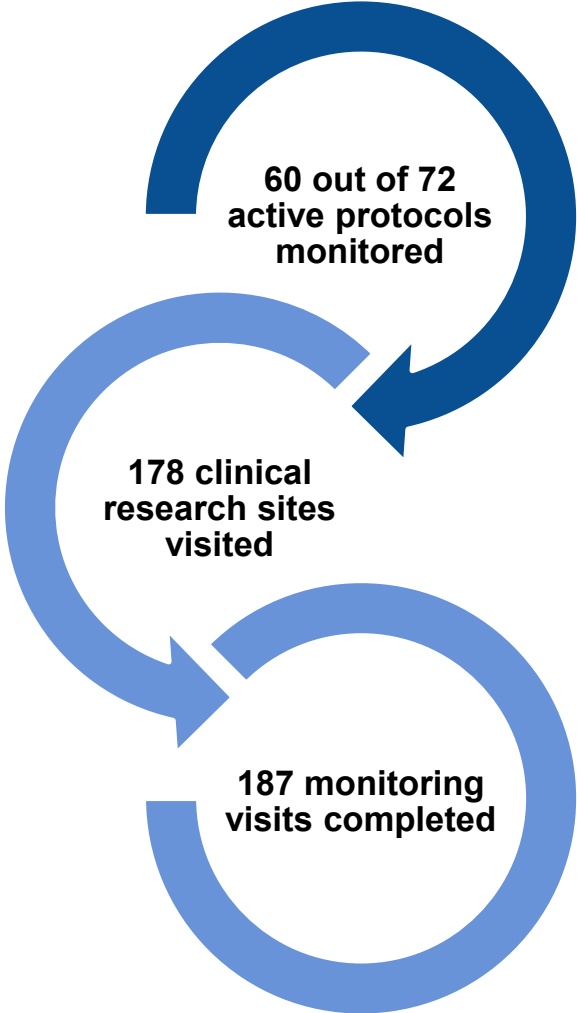 60 out of 72
active protocols
monitored
178 clinical
research sites
visited
187 monitoring
visits completed